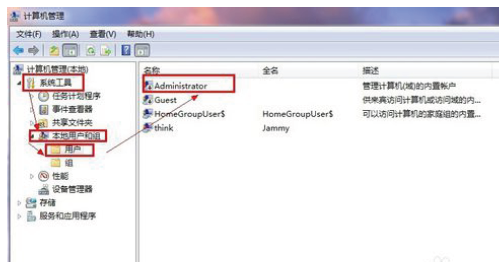 计算机管理
文件(F) 操作(A) 查看(V) 帮助(H)
计算机管理(本地)
系统工具
任务计划程序
事件查看器
共享文件夹
本地用户和组
用户
组
性能
设备管理器
存储
服务和应用程序
名称 全名 描述
Administrator 管理计算机(域)的内置帐户
Guest 供来宾访问计算机或访问域的内...
HomeGroupUser$ HomeGroupUser$ 可以访问计算机的家庭组的内置...
think Jammy